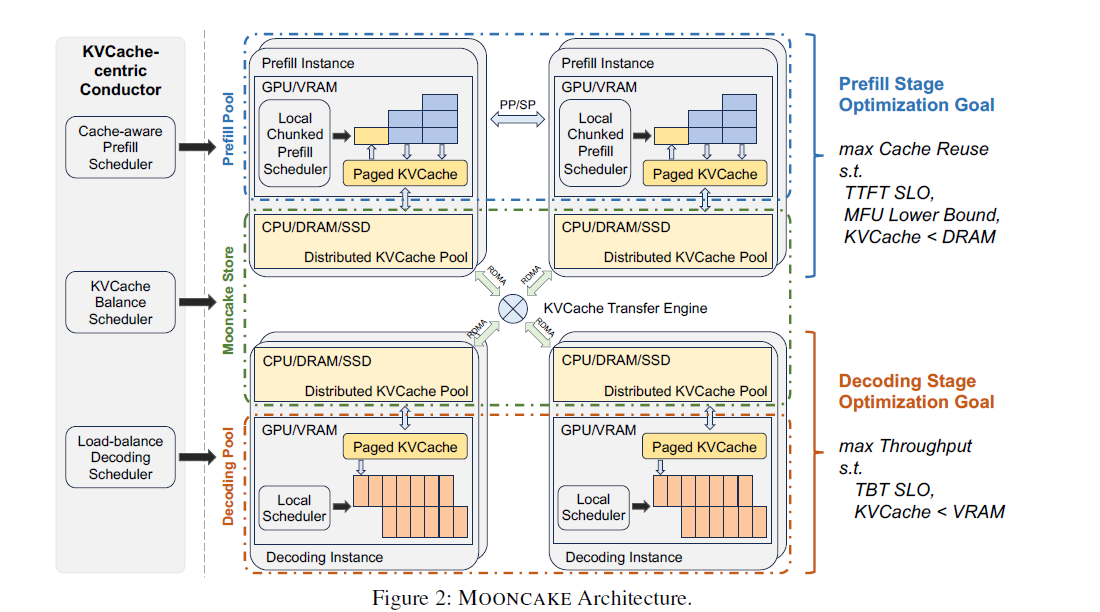 KVCache-
centric
Conductor
Cache-aware
Prefill
Scheduler
KVCache
Balance
Scheduler
Load-balance
Decoding
Scheduler
Prefill Pool
Mooncake Store
Decoding Pool
Prefill Instance
GPU/VRAM
Local
Chunked
Prefill
Scheduler
Paged KVCache
CPU/DRAM/SSD
Distributed KVCache Pool
PP/SP
Prefill Instance
GPU/VRAM
Local
Chunked
Prefill
Scheduler
Paged KVCache
CPU/DRAM/SSD
Distributed KVCache Pool
RDMA
RDMA
KVCache Transfer Engine
RDMA
RDMA
CPU/DRAM/SSD
Distributed KVCache Pool
GPU/VRAM
Paged KVCache
Local
Scheduler
Decoding Instance
CPU/DRAM/SSD
Distributed KVCache Pool
GPU/VRAM
Paged KVCache
Local
Scheduler
Decoding Instance
Prefill Stage
Optimization Goal
max Cache Reuse
s.t.
TTFT SLO,
MFU Lower Bound,
KVCache < DRAM
Decoding Stage
Optimization Goal
max Throughput
s.t.
TBT SLO,
KVCache < VRAM
Figure 2: MOONCAKE Architecture.